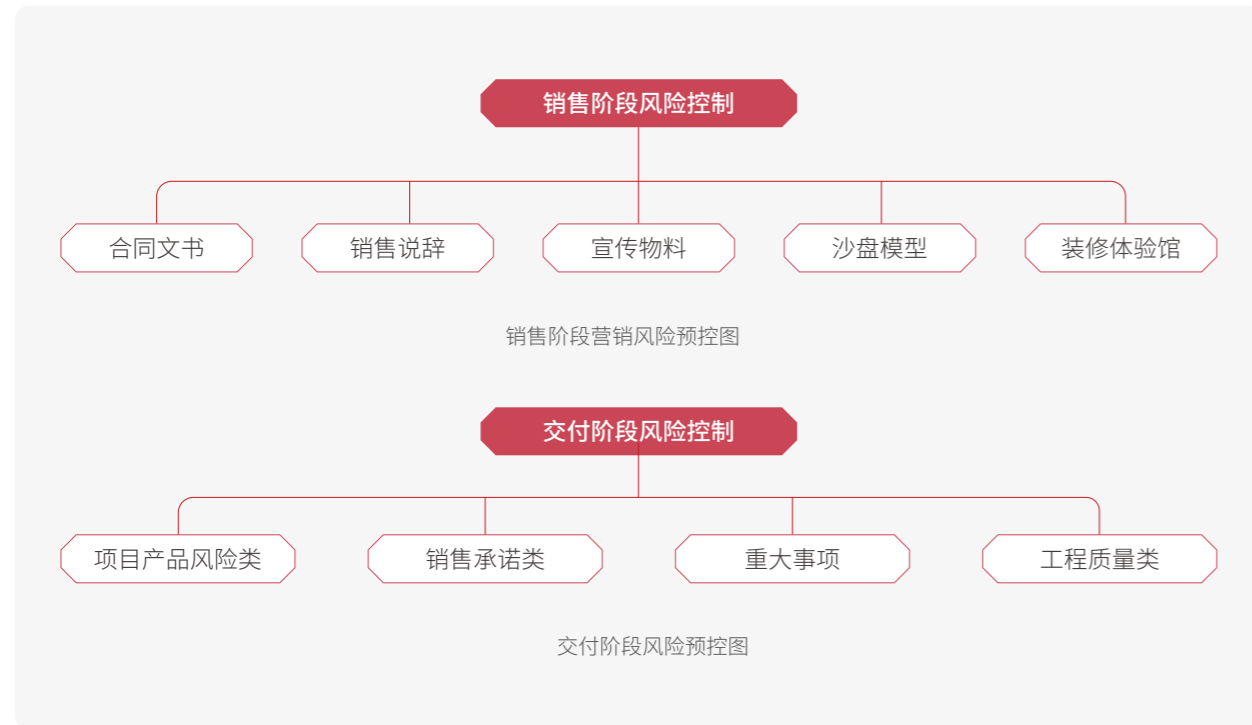 销售阶段风险控制
合同文书
销售说辞
宣传物料
沙盘模型
装修体验馆
销售阶段营销风险预控图
交付阶段风险控制
项目产品风险类
销售承诺类
重大事项
工程质量类
交付阶段风险预控图